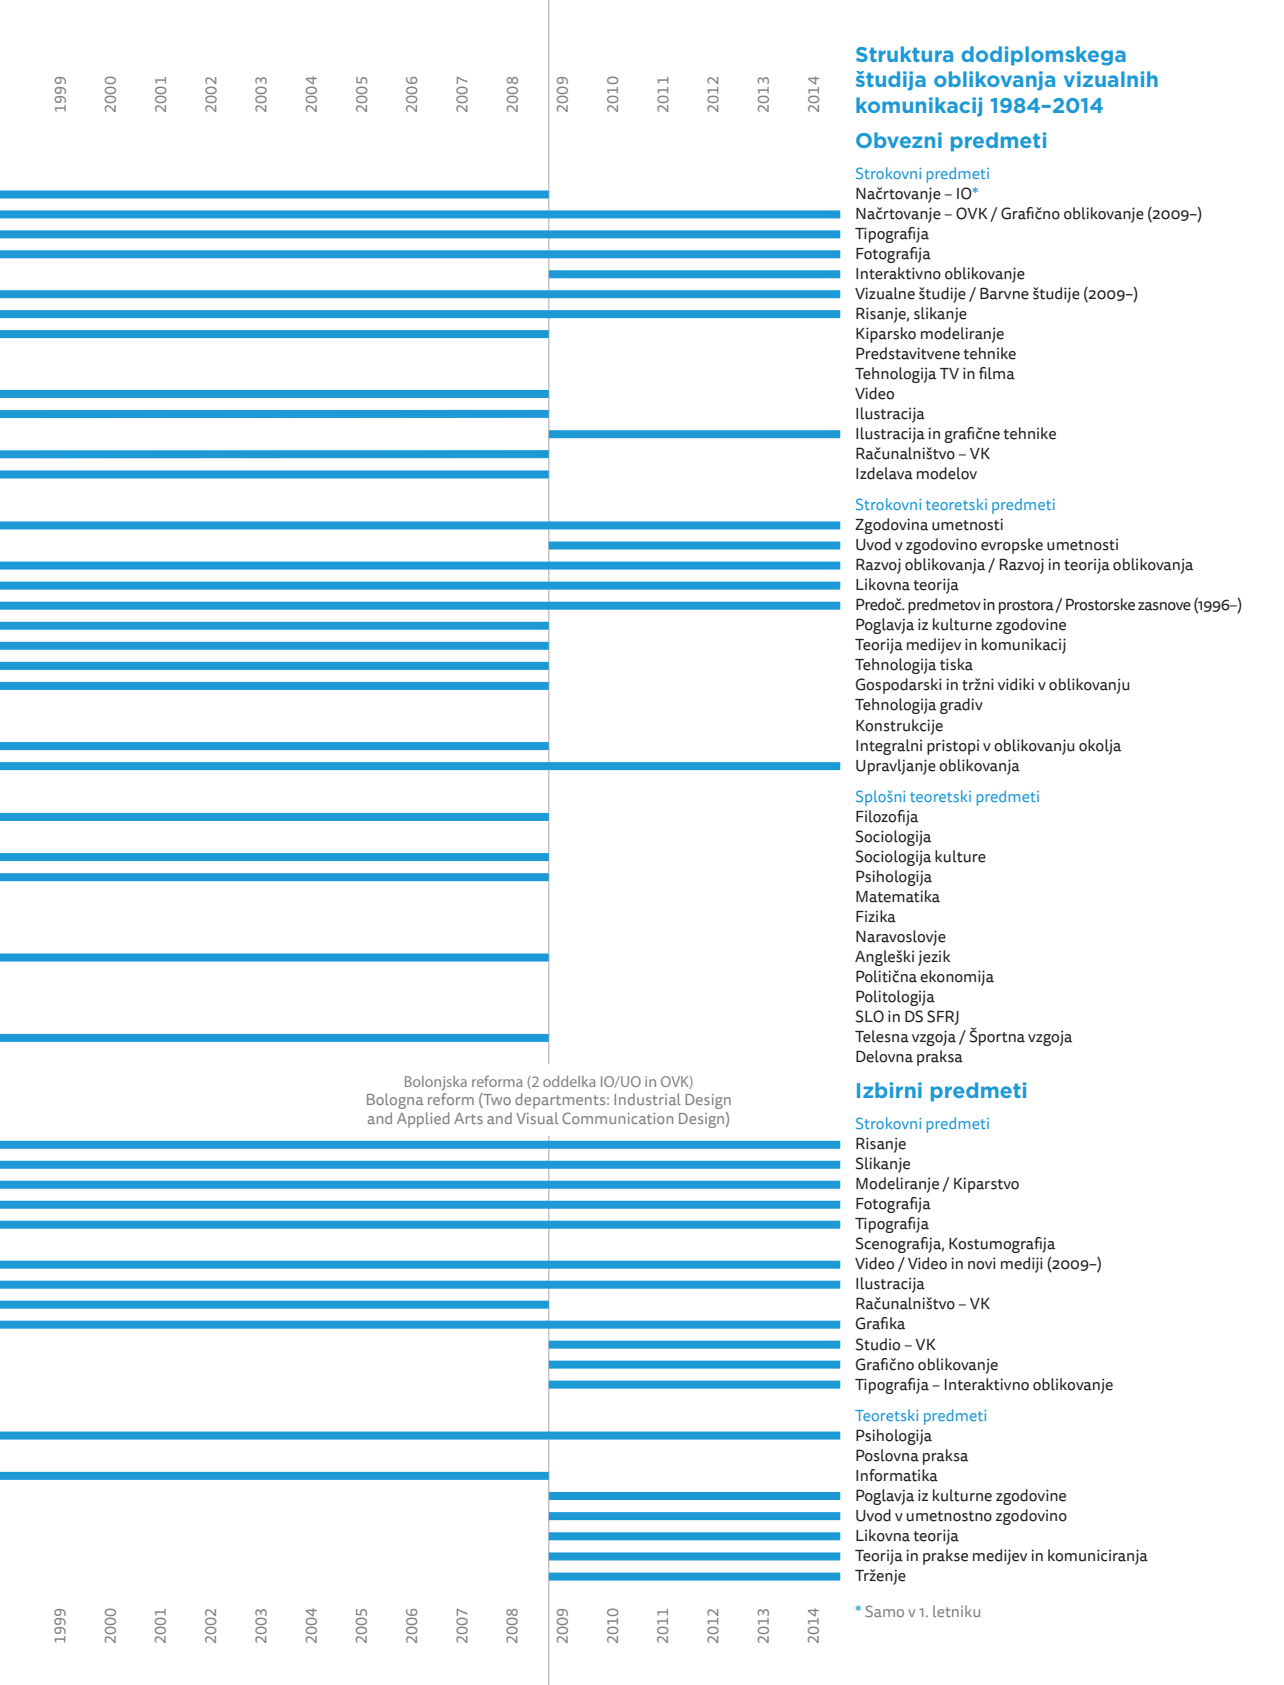 1999 2000 2001 2002 2003 2004 2005 2006 2007 2008 2009 2010 2011 2012 2013 2014
Struktura dodiplomskega
študija oblikovanja vizualnih
komunikacij 1984–2014
Obvezni predmeti
Strokovni predmeti
Načrtovanje – IO*
Načrtovanje – OVK / Grafično oblikovanje (2009–)
Tipografija
Fotografija
Interaktivno oblikovanje
Vizualne študije / Barvne študije (2009–)
Risanje, slikanje
Kiparsko modeliranje
Predstavitvene tehnike
Tehnologija TV in filma
Video
Ilustracija
Ilustracija in grafične tehnike
Računalništvo – VK
Izdelava modelov
Strokovni teoretski predmeti
Zgodovina umetnosti
Uvod v zgodovino evropske umetnosti
Razvoj oblikovanja / Razvoj in teorija oblikovanja
Likovna teorija
Predoč. predmetov in prostora / Prostorske zasnove (1996–)
Poglavja iz kulturne zgodovine
Teorija medijev in komunikacij
Tehnologija tiska
Gospodarski in tržni vidiki v oblikovanju
Tehnologija gradiv
Konstrukcije
Integralni pristopi v oblikovanju okolja
Upravljanje oblikovanja
Splošni teoretski predmeti
Filozofija
Sociologija
Sociologija kulture
Psihologija
Matematika
Fizika
Naravoslovje
Angleški jezik
Politična ekonomija
Politologija
SLO in DS SFRJ
Telesna vzgoja / Športna vzgoja
Delovna praksa
Bolonjska reforma (2 oddelka IO/UO in OVK)
Bologna reform (Two departments: Industrial Design
and Applied Arts and Visual Communication Design)
Izbirni predmeti
Strokovni predmeti
Risanje
Slikanje
Modeliranje / Kiparstvo
Fotografija
Tipografija
Scenografija, Kostumografija
Video / Video in novi mediji (2009–)
Ilustracija
Računalništvo – VK
Grafika
Studio – VK
Grafično oblikovanje
Tipografija – Interaktivno oblikovanje
Teoretski predmeti
Psihologija
Poslovna praksa
Informatika
Poglavja iz kulturne zgodovine
Uvod v umetnostno zgodovino
Likovna teorija
Teorija in prakse medijev in komuniciranja
Trženje
* Samo v 1. letniku
1999 2000 2001 2002 2003 2004 2005 2006 2007 2008 2009 2010 2011 2012 2013 2014